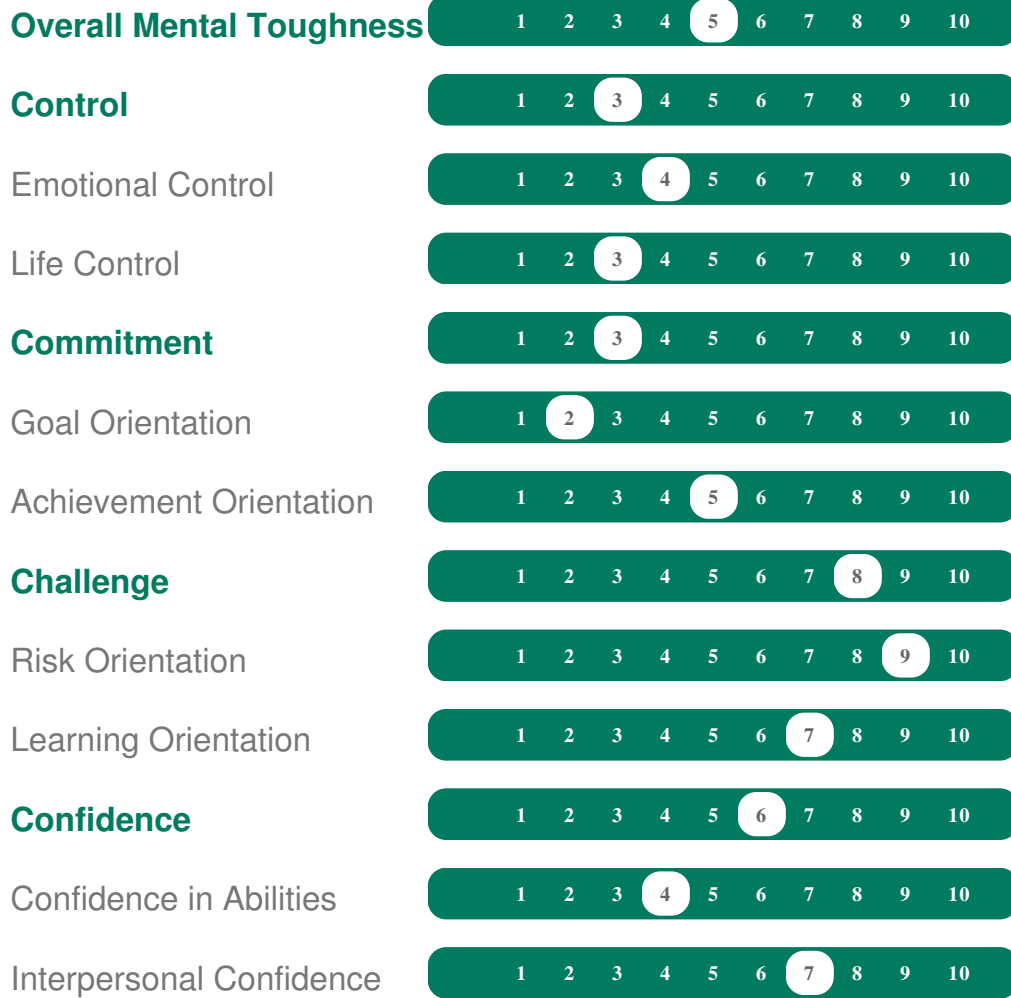 Overall Mental Toughness 1 2 3 4 5 6 7 8 9 10
Control 1 2 3 4 5 6 7 8 9 10
Emotional Control 1 2 3 4 5 6 7 8 9 10
Life Control 1 2 3 4 5 6 7 8 9 10
Commitment 1 2 3 4 5 6 7 8 9 10
Goal Orientation 1 2 3 4 5 6 7 8 9 10
Achievement Orientation 1 2 3 4 5 6 7 8 9 10
Challenge 1 2 3 4 5 6 7 8 9 10
Risk Orientation 1 2 3 4 5 6 7 8 9 10
Learning Orientation 1 2 3 4 5 6 7 8 9 10
Confidence 1 2 3 4 5 6 7 8 9 10
Confidence in Abilities 1 2 3 4 5 6 7 8 9 10
Interpersonal Confidence 1 2 3 4 5 6 7 8 9 10